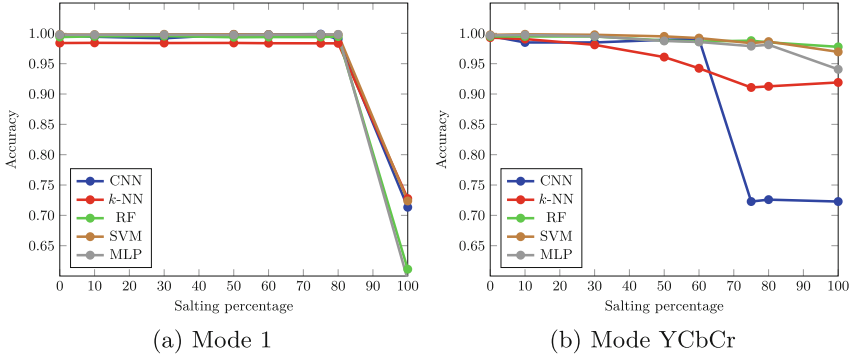 1.00
0.95
0.90
0.85
0.80
0.75
0.70
0.65
Accuracy
CNN
k-NN
RF
SVM
MLP
0 10 20 30 40 50 60 70 80 90 100
Salting percentage
(a) Mode 1
1.00
0.95
0.90
0.85
0.80
0.75
0.70
0.65
Accuracy
CNN
k-NN
RF
SVM
MLP
0 10 20 30 40 50 60 70 80 90 100
Salting percentage
(b) Mode YCbCr